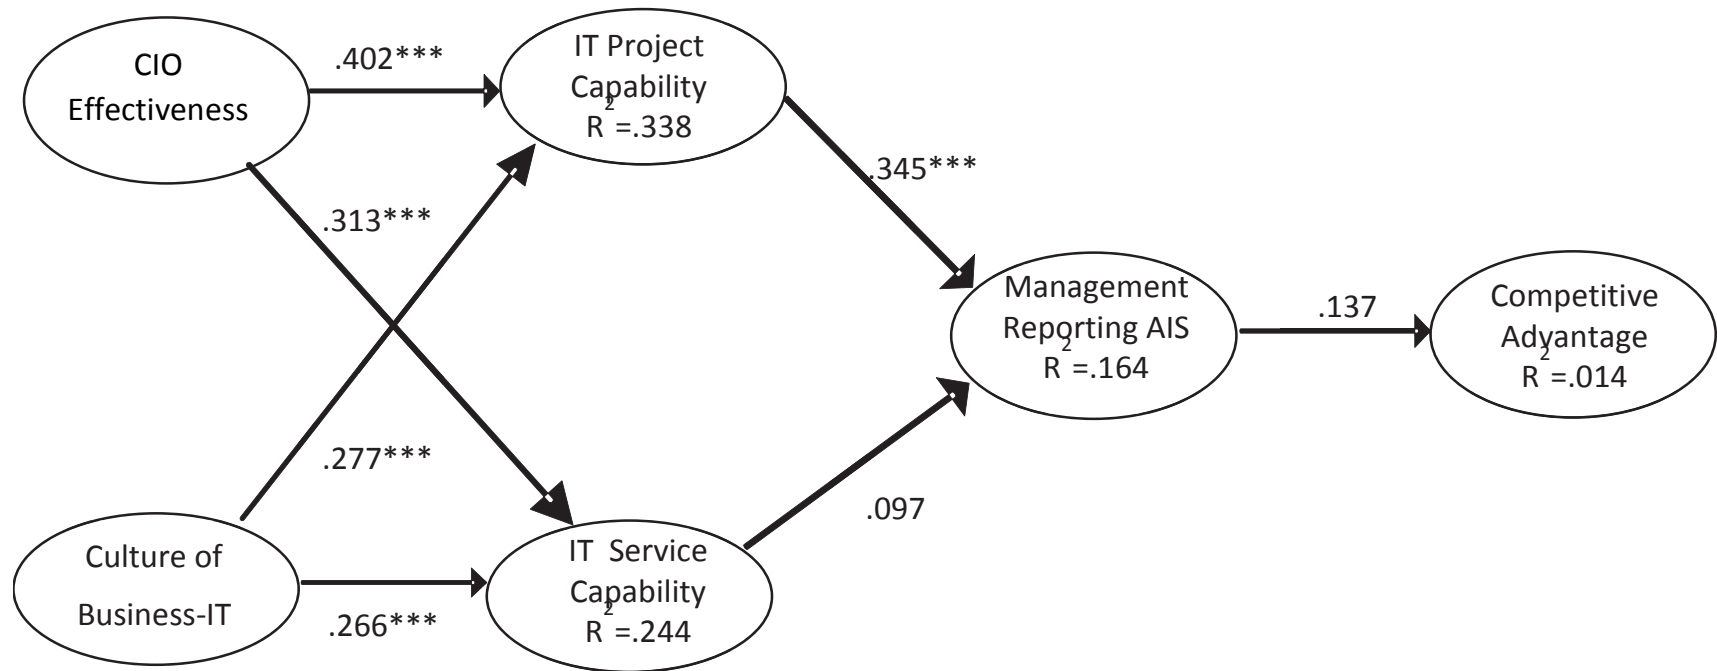 CIO
Effectiveness
.402***
IT Project
Capability
R²=.338
.313***
.345***
.277***
Culture of
Business-IT
.266***
IT Service
Capability
R²=.244
.097
Management
Reporting AIS
R²=.164
.137
Competitive
Advantage
R²=.014